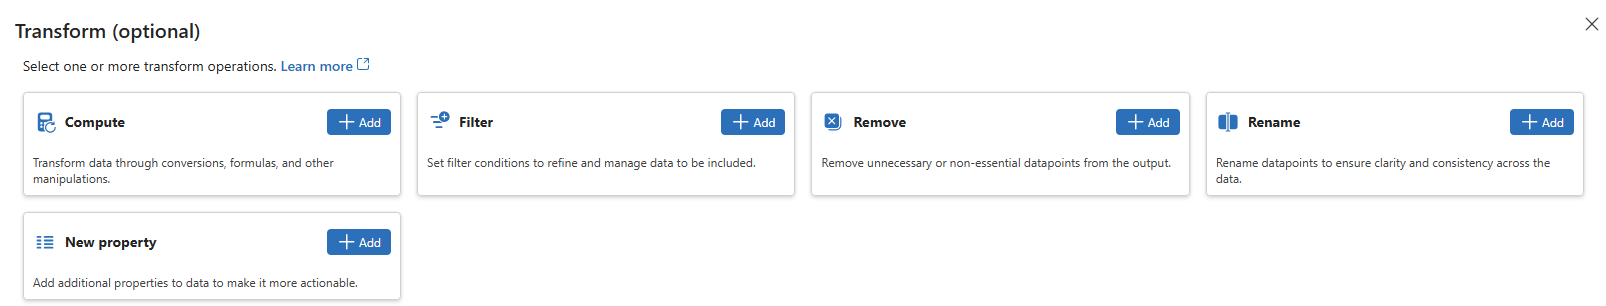 Transform (optional)
Select one or more transform operations. Learn more
Compute
Add
Transform data through conversions, formulas, and other
manipulations.
Filter
Add
Set filter conditions to refine and manage data to be included.
Remove
Add
Remove unnecessary or non-essential datapoints from the output.
Rename
Add
Rename datapoints to ensure clarity and consistency across the
data.
New property
Add
Add additional properties to data to make it more actionable.